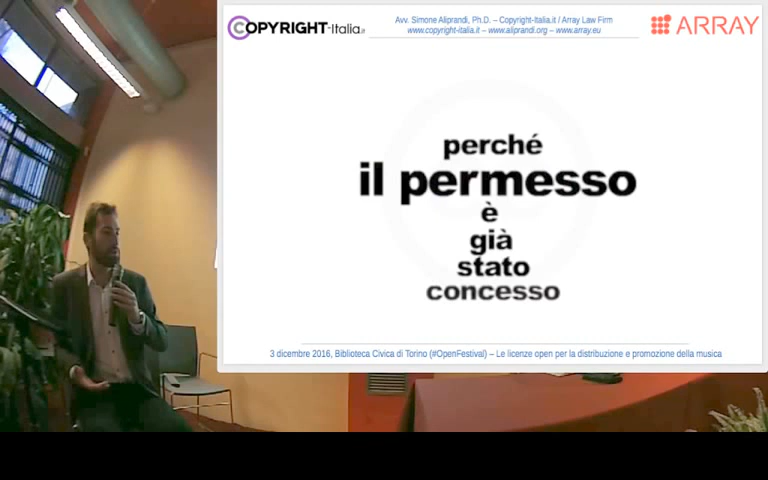 COPYRIGHT-Italia.it
Avv. Simone Aliprandi, Ph.D. – Copyright-Italia.it / Array Law Firm
www.copyright-italia.it – www.aliprandi.org – www.array.eu
ARRAY
perché
il permesso
è
già
stato
concesso
3 dicembre 2016, Biblioteca Civica di Torino (#OpenFestival) – Le licenze open per la distribuzione e promozione della musica